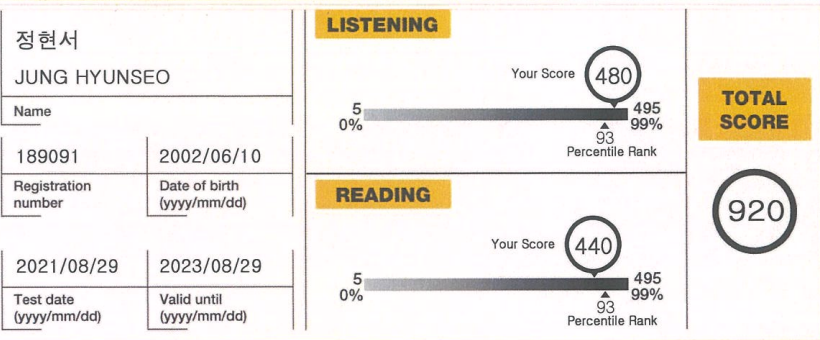 정현서
JUNG HYUNSEO
Name
189091
Registration
number
2002/06/10
Date of birth
(yyyy/mm/dd)
2021/08/29
Test date
(yyyy/mm/dd)
2023/08/29
Valid until
(yyyy/mm/dd)
LISTENING
Your Score
480
5
495
0%
99%
93
Percentile Rank
READING
Your Score
440
5
495
0%
99%
93
Percentile Rank
TOTAL
SCORE
920